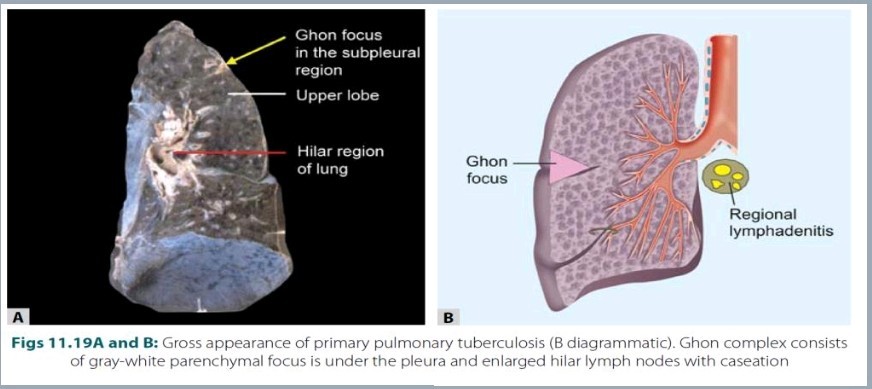 Ghon focus
in the subpleural
region
Upper lobe
Hilar region
of lung
A
Ghon
focus
Regional
lymphadenitis
B
Figs 11.19A and B: Gross appearance of primary pulmonary tuberculosis (B diagrammatic). Ghon complex consists
of gray-white parenchymal focus is under the pleura and enlarged hilar lymph nodes with caseation